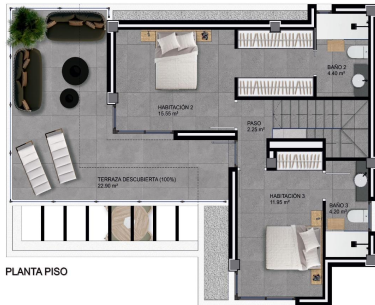 BAÑO 2
4.40 m²
HABITACIÓN 2
15.55 m²
PASO
2.25 m²
TERRAZA DESCUBIERTA (100%)
22.90 m²
HABITACIÓN 3
11.95 m²
BAÑO 3
4.20 m²
PLANTA PISO